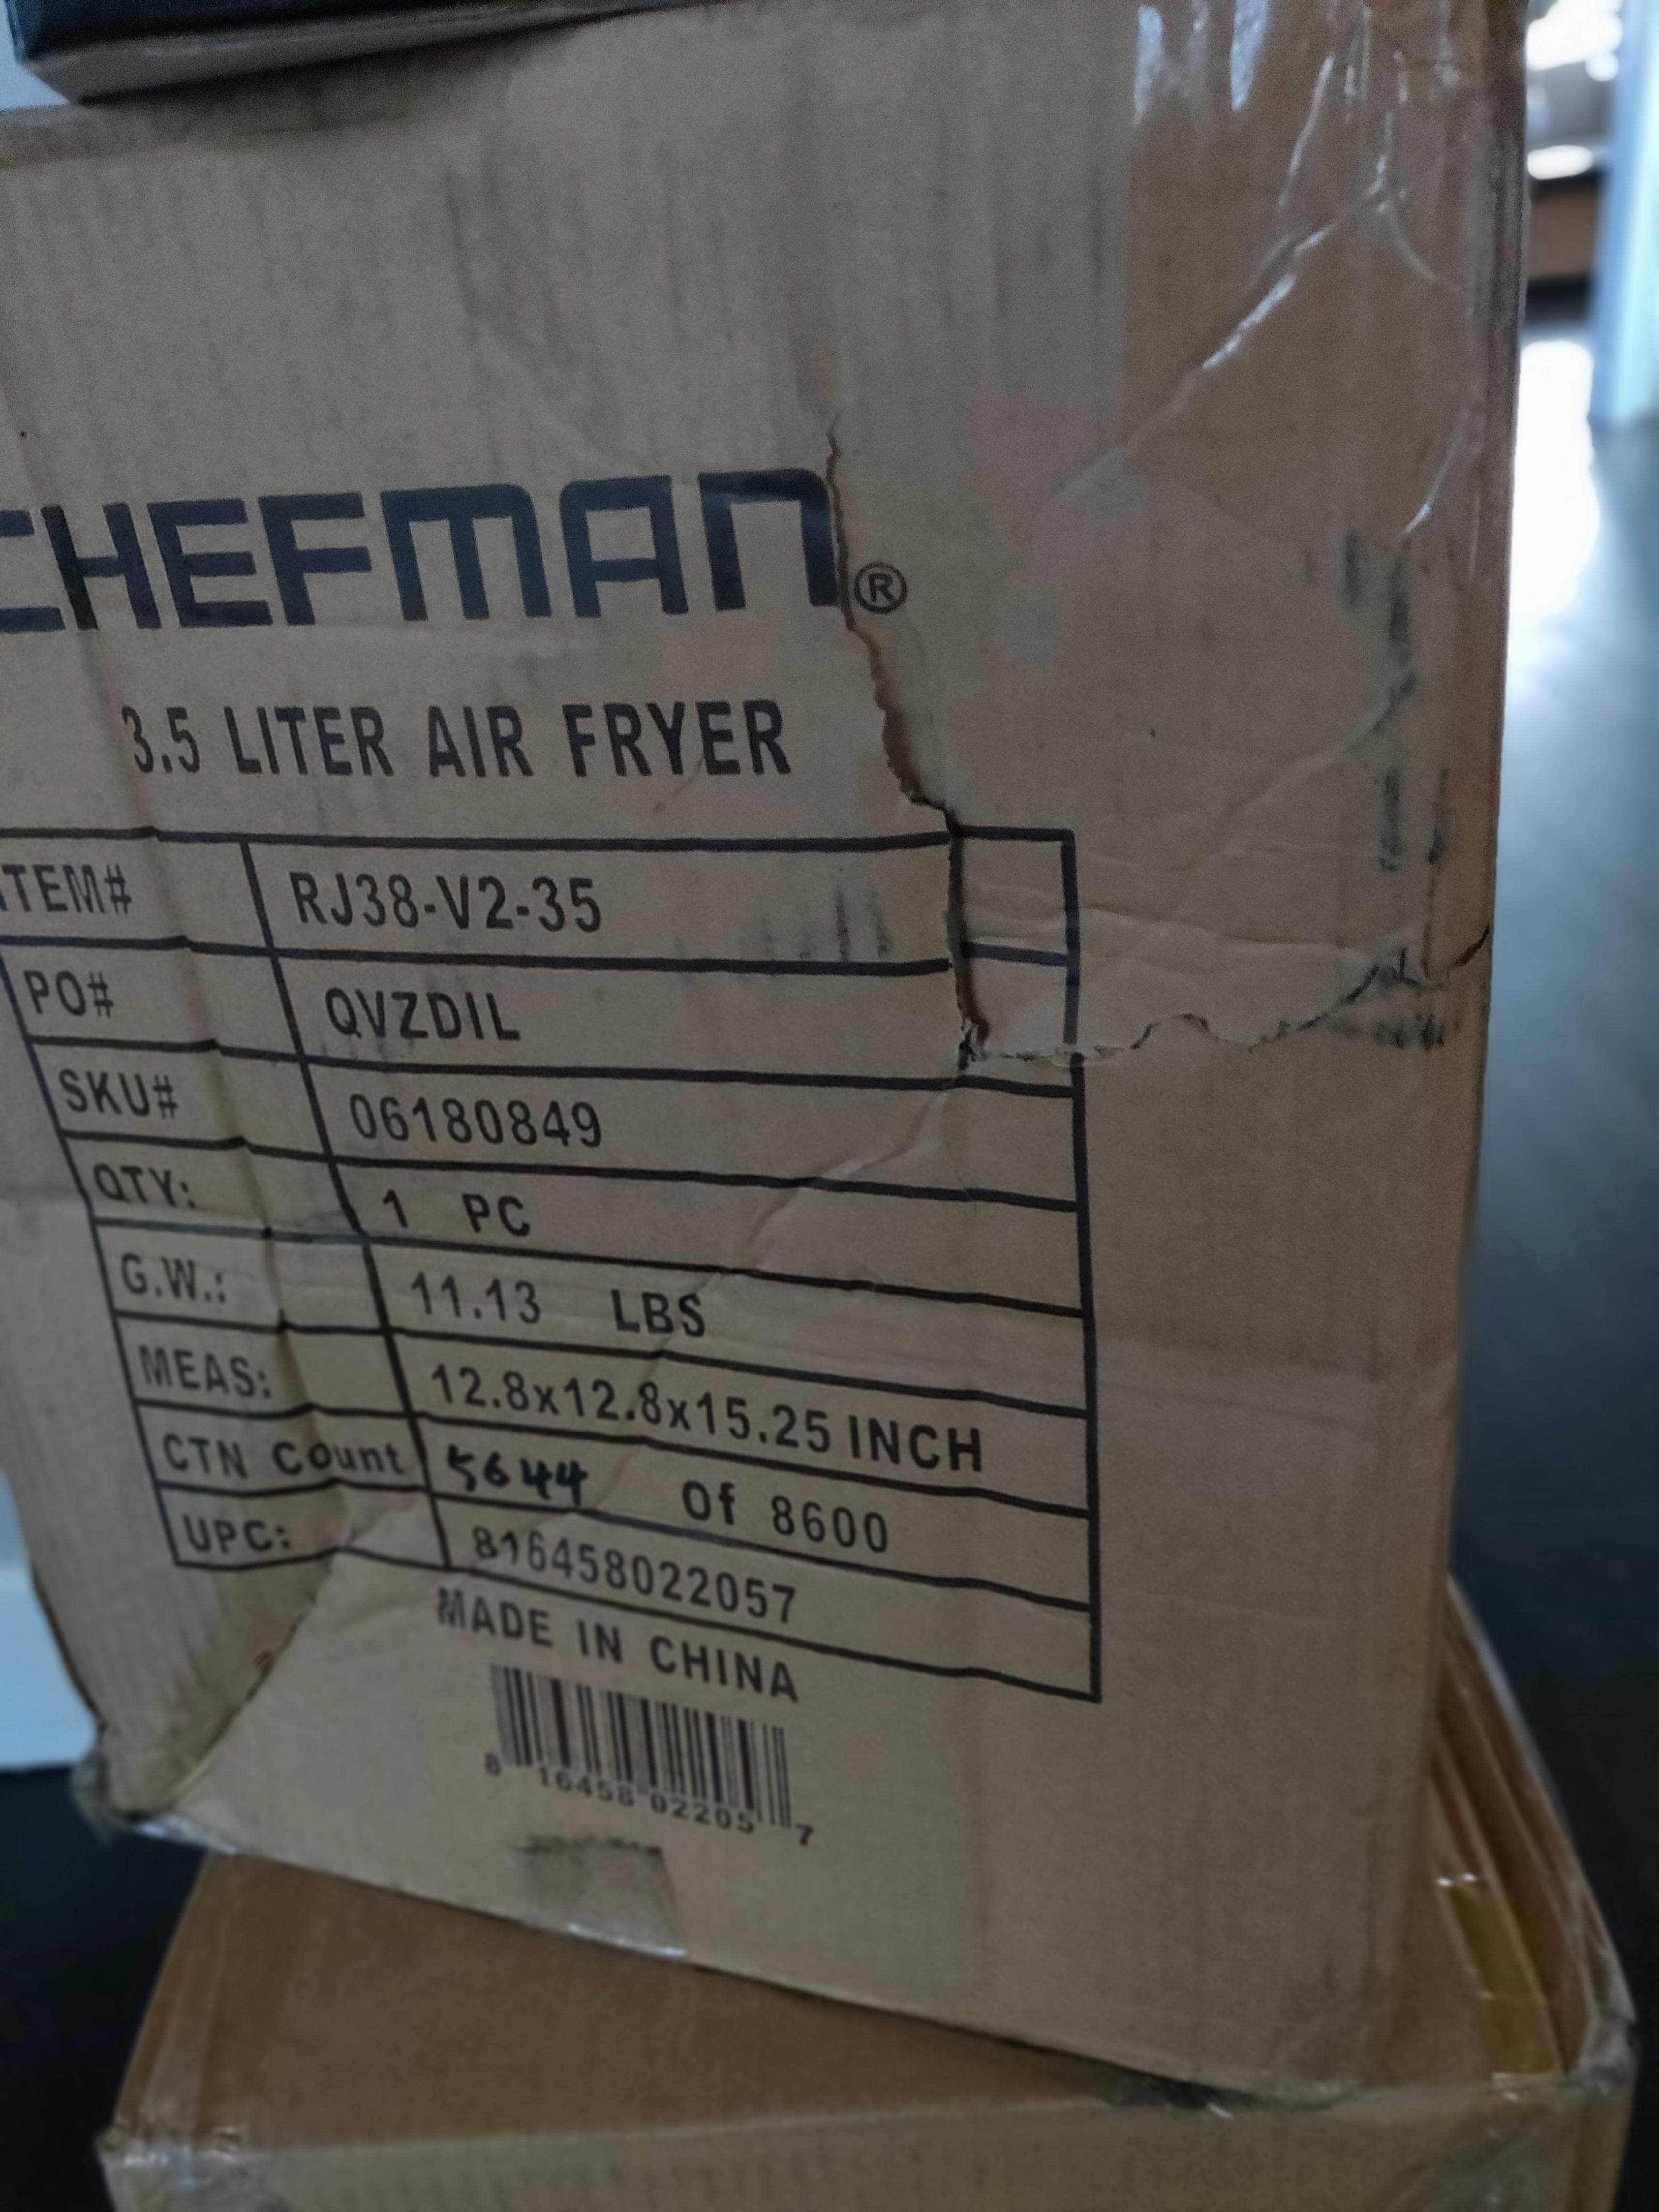 CHEFMAN®
3.5 LITER AIR FRYER
ITEM# RJ38-V2-35
PO# QVZDIL
SKU# 06180849
QTY: 1 PC
G.W.: 11.13 LBS
MEAS: 12.8x12.8x15.25 INCH
CTN Count 5644 Of 8600
UPC: 816458022057
MADE IN CHINA
8 16458 02205 7